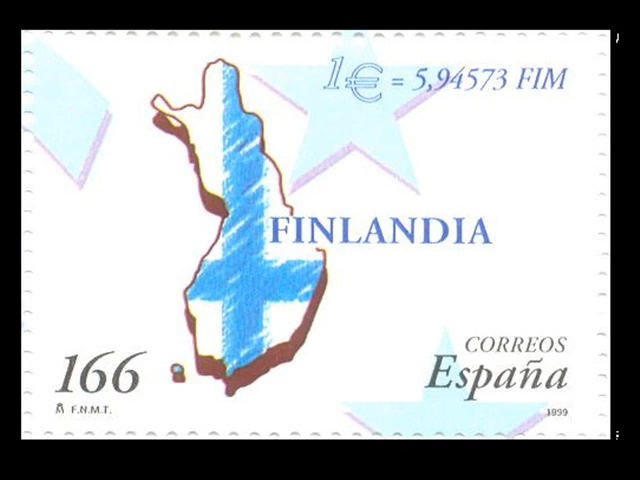 1€ = 5,94573 FIM
FINLANDIA
166
CORREOS
España
F.N.M.T.
1999